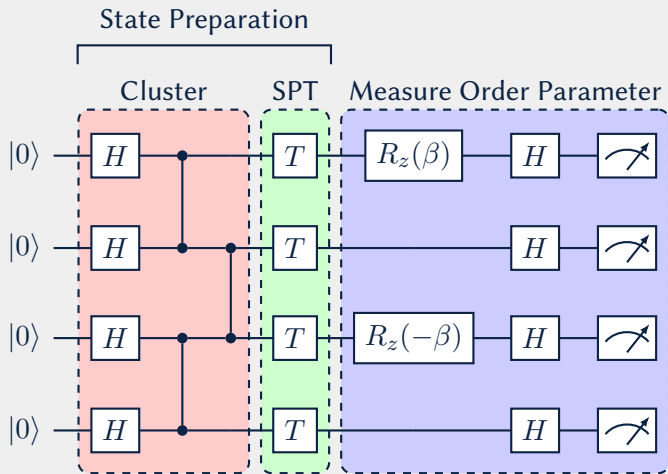 State Preparation
Cluster SPT Measure Order Parameter
|0⟩ H T R_z(β) H
|0⟩ H T H
|0⟩ H T R_z(−β) H
|0⟩ H T H